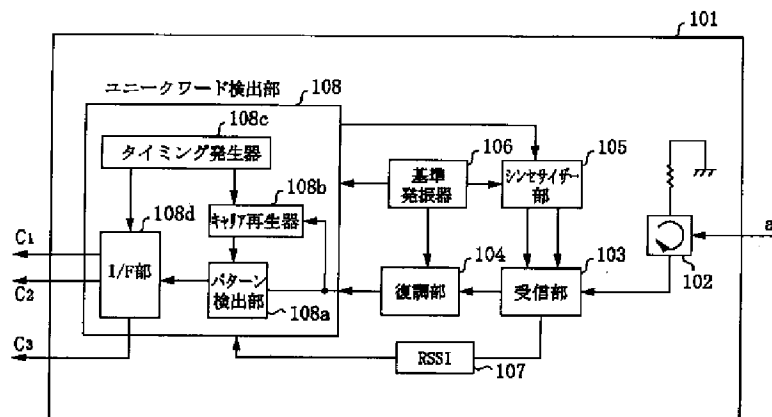 101
ユニークワード検出部
108
108c
タイミング発生器
106
105
基準
発振器
シンセサイザー
部
108b
キャリア再生器
108d
C1
I/F部
C2
パターン
検出部
108a
104
復調部
103
受信部
102
a
C3
RSSI
107